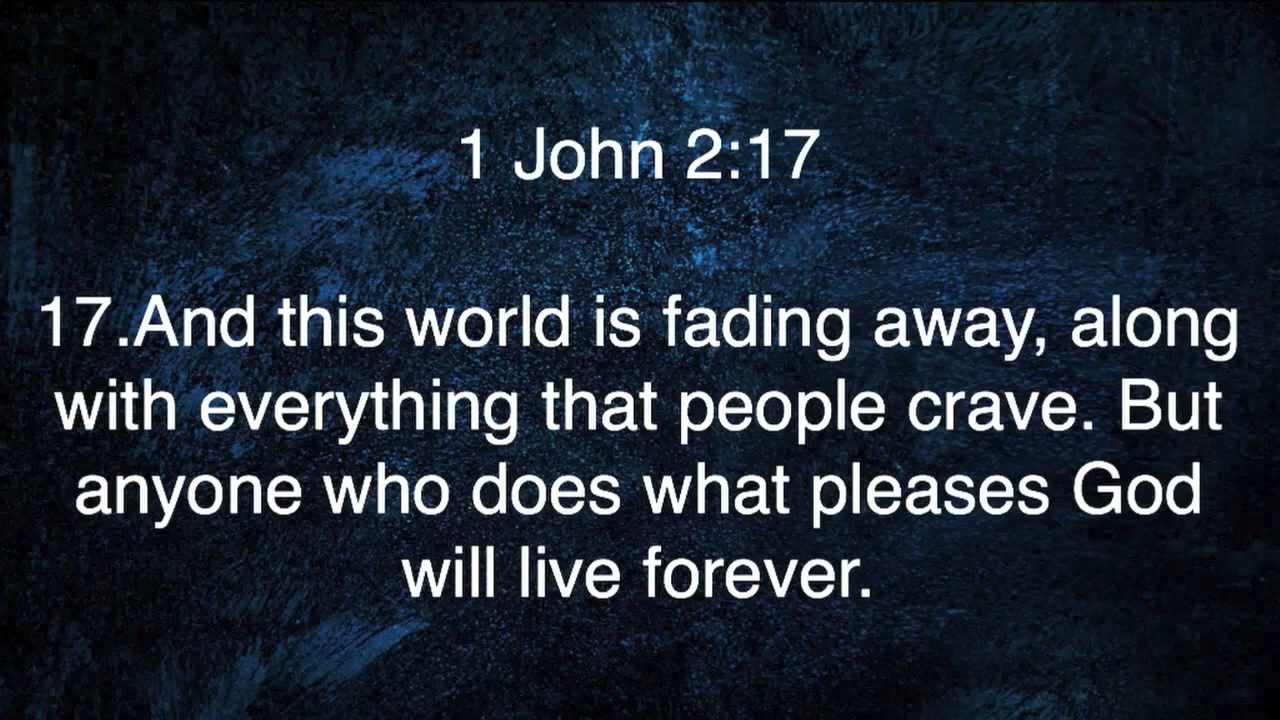 1 John 2:17
17.And this world is fading away, along
with everything that people crave. But
anyone who does what pleases God
will live forever.